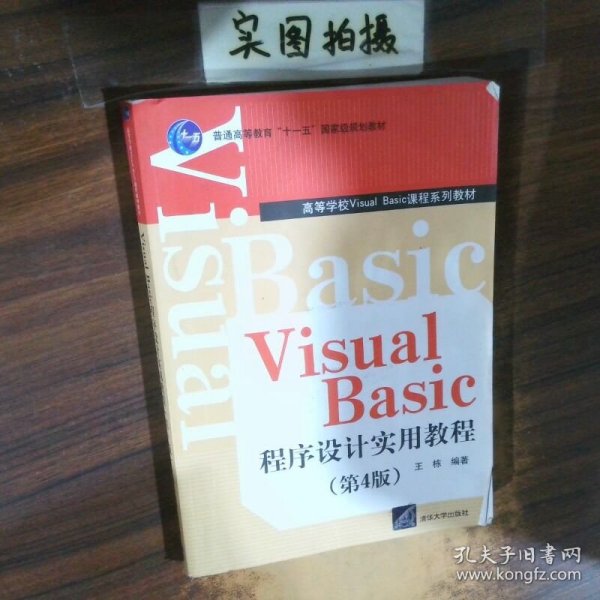 实图拍摄
十一五
普通高等教育“十一五”国家级规划教材
高等学校Visual Basic课程系列教材
Visual
Basic
Visual
Basic
程序设计实用教程
（第4版）
王栋 编著
清华大学出版社
孔夫子旧书网
www.kongfz.com